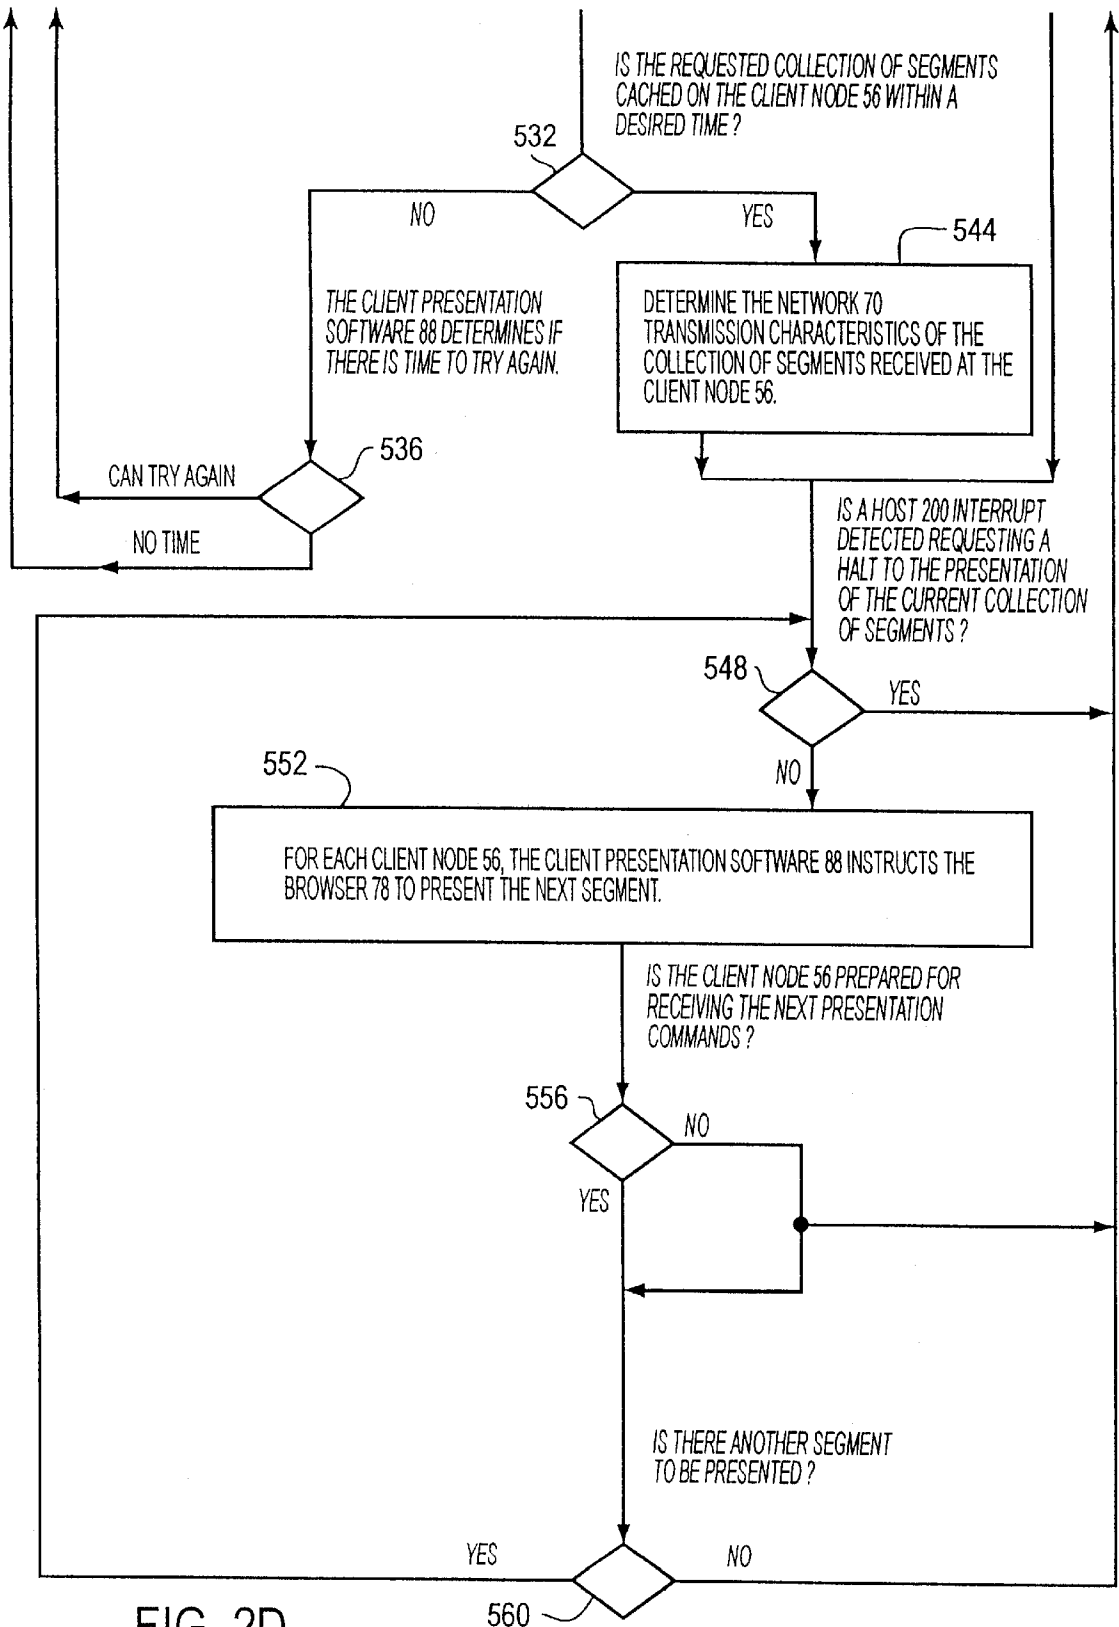 IS THE REQUESTED COLLECTION OF SEGMENTS
CACHED ON THE CLIENT NODE 56 WITHIN A
DESIRED TIME ?
532
NO
YES
544
THE CLIENT PRESENTATION
SOFTWARE 88 DETERMINES IF
THERE IS TIME TO TRY AGAIN.
DETERMINE THE NETWORK 70
TRANSMISSION CHARACTERISTICS OF THE
COLLECTION OF SEGMENTS RECEIVED AT THE
CLIENT NODE 56.
536
CAN TRY AGAIN
NO TIME
IS A HOST 200 INTERRUPT
DETECTED REQUESTING A
HALT TO THE PRESENTATION
OF THE CURRENT COLLECTION
OF SEGMENTS ?
548
YES
NO
552
FOR EACH CLIENT NODE 56, THE CLIENT PRESENTATION SOFTWARE 88 INSTRUCTS THE
BROWSER 78 TO PRESENT THE NEXT SEGMENT.
IS THE CLIENT NODE 56 PREPARED FOR
RECEIVING THE NEXT PRESENTATION
COMMANDS ?
556
NO
YES
IS THERE ANOTHER SEGMENT
TO BE PRESENTED ?
YES
NO
560
FIG. 2D